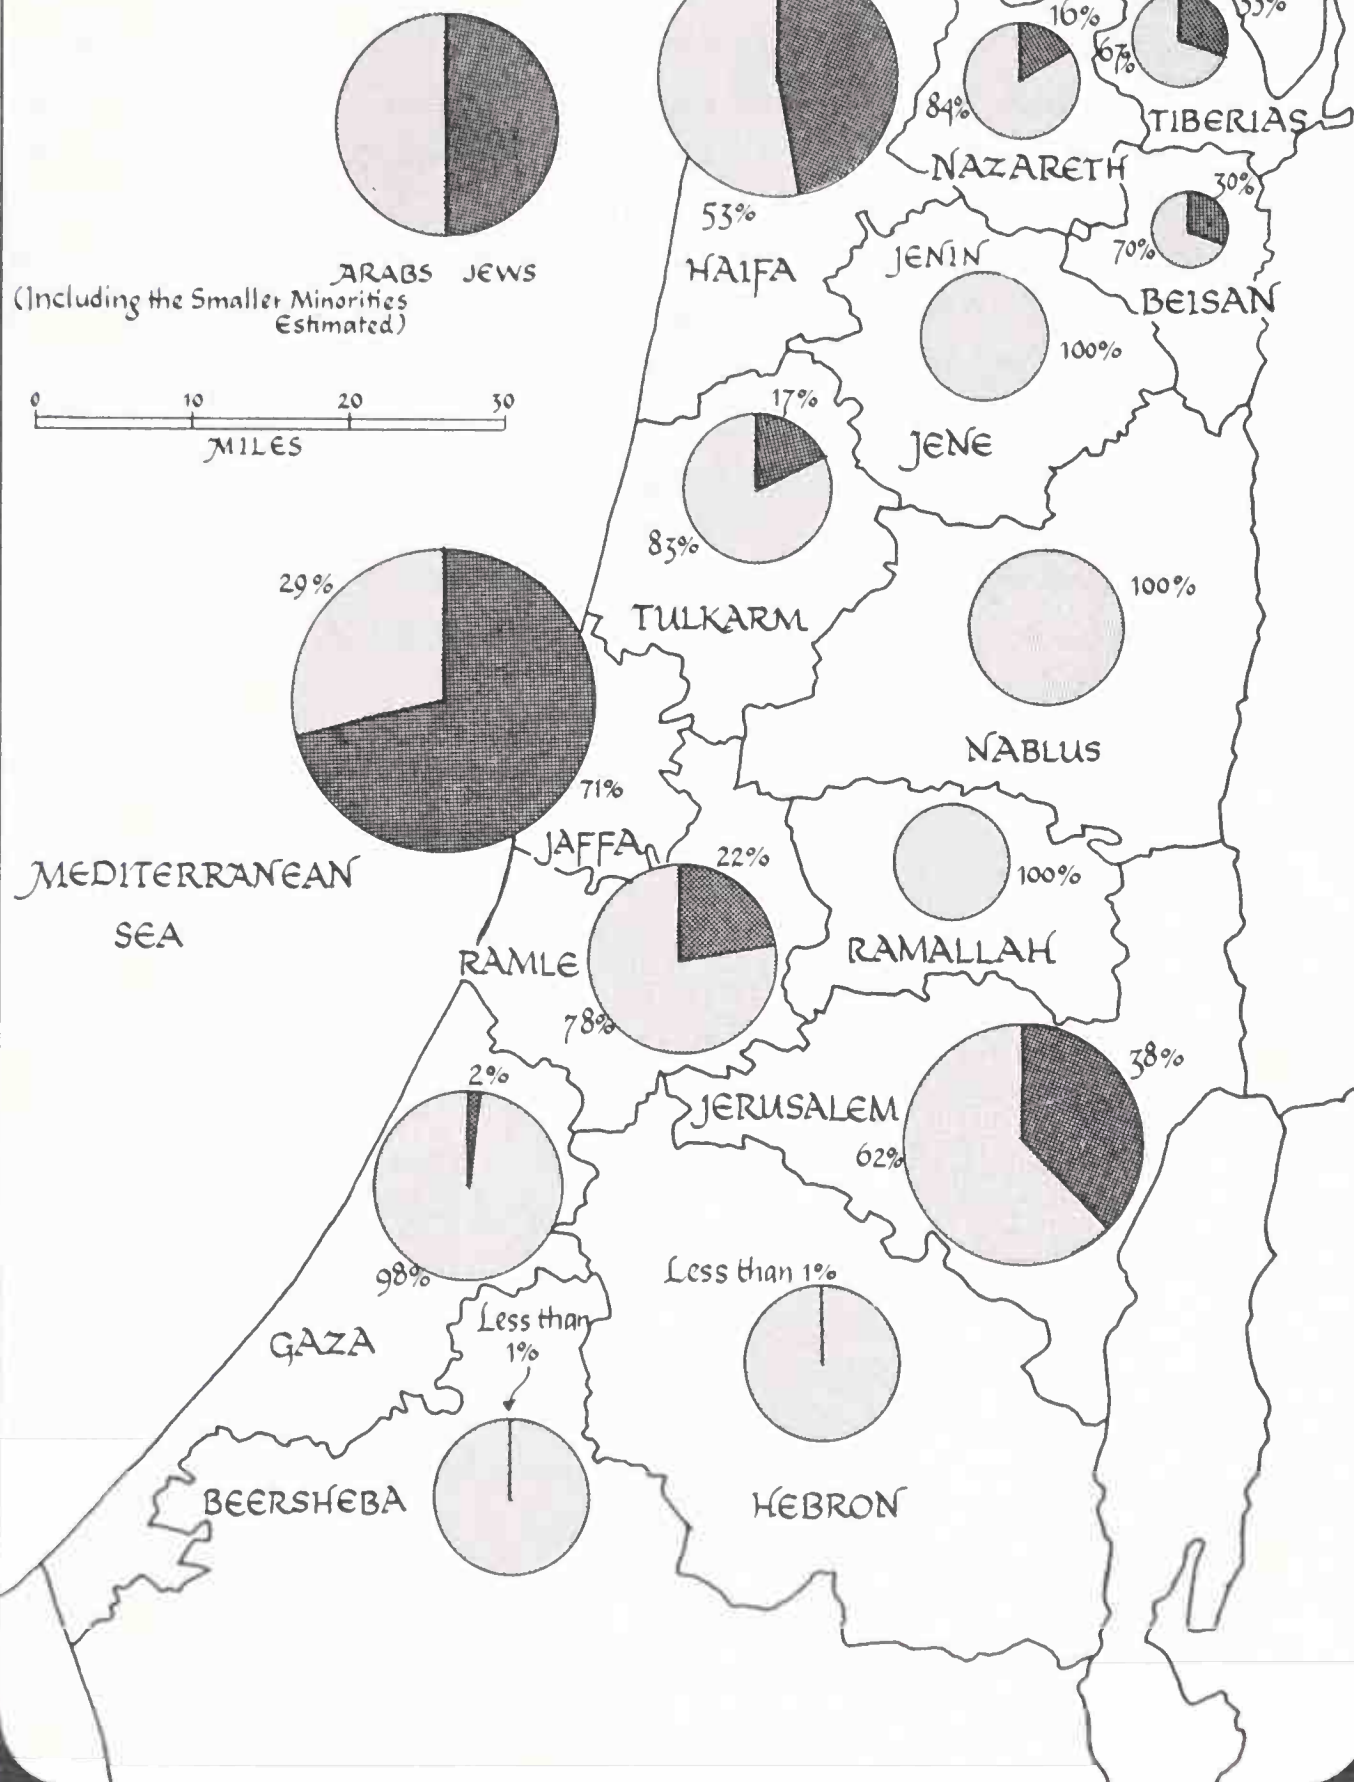 16%
33%
67%
84%
TIBERIAS
NAZARETH
30%
53%
70%
ARABS JEWS
HAIFA
JENIN
BEISAN
(Including the Smaller Minorities
Estimated)
100%
0 10 20 30
MILES
17%
JENE
83%
29%
TULKARM
100%
NABLUS
71%
JAFFA
22%
MEDITERRANEAN
SEA
100%
RAMALLAH
RAMLE
78%
38%
2%
JERUSALEM
62%
98%
Less than 1%
Less than
1%
GAZA
BEERSHEBA
HEBRON